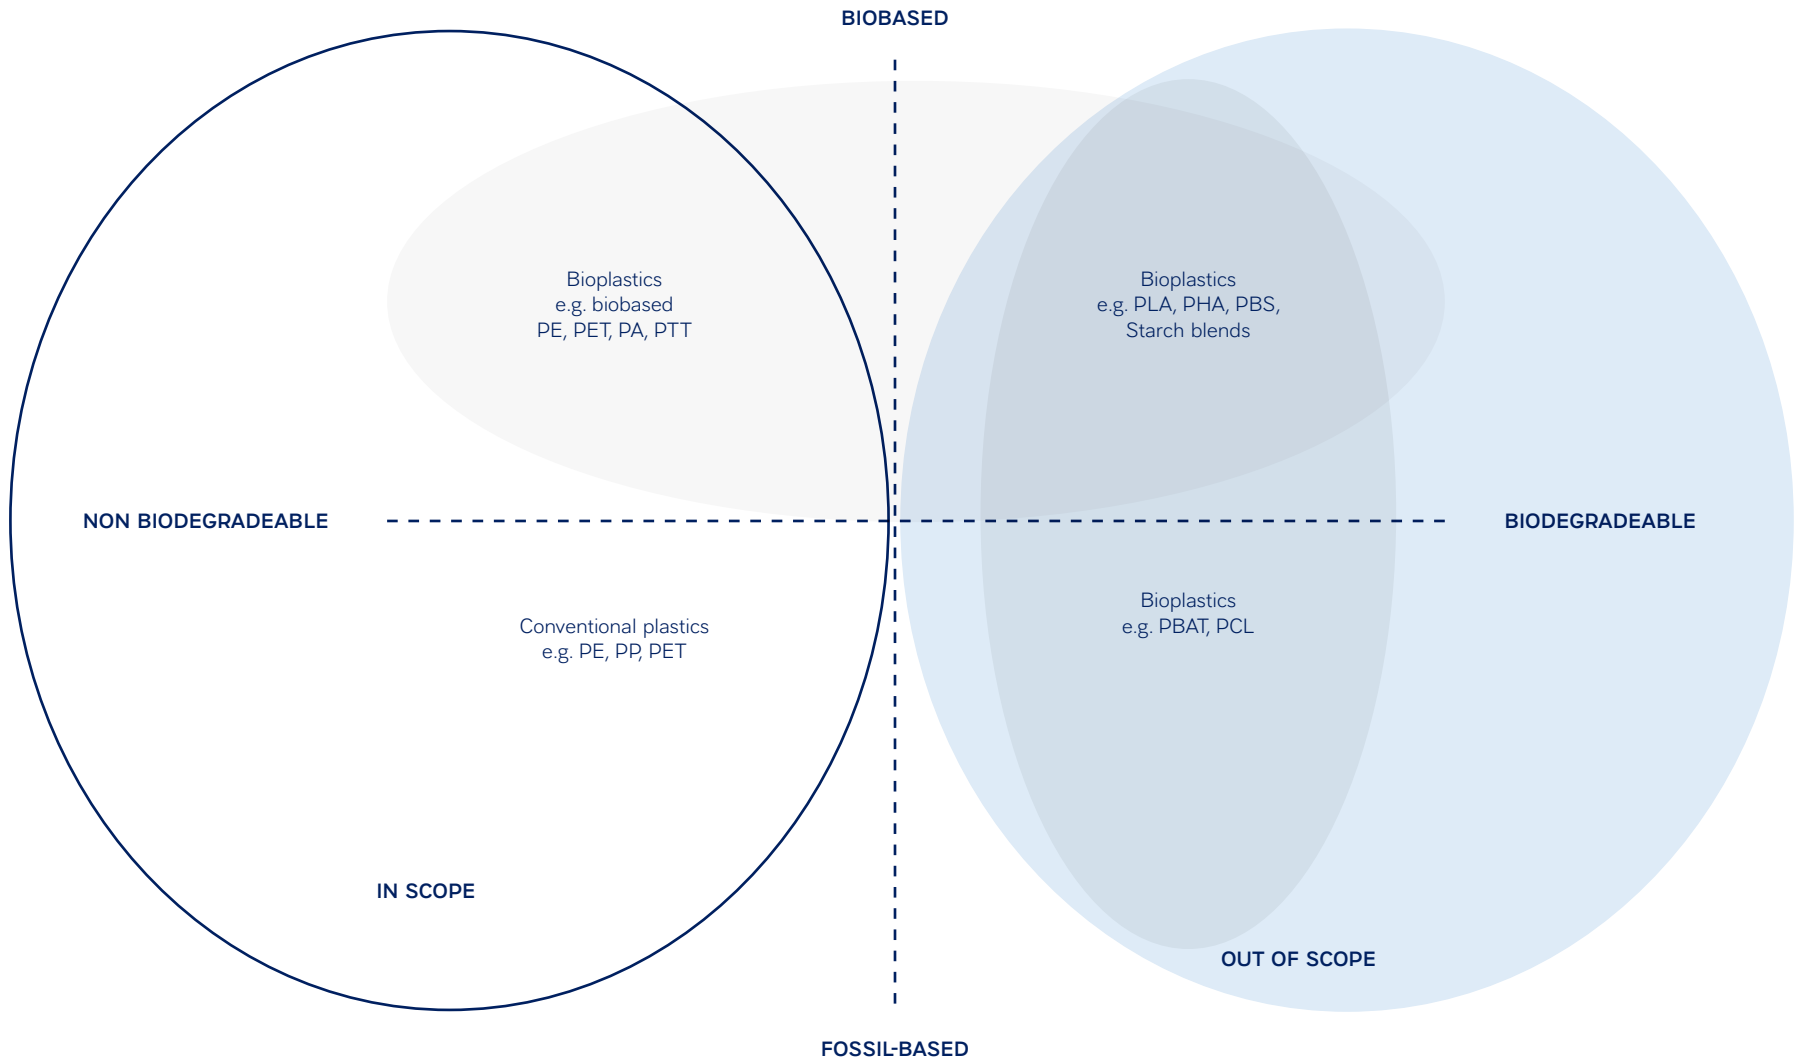 BIOBASED
Bioplastics
e.g. biobased
PE, PET, PA, PTT
Bioplastics
e.g. PLA, PHA, PBS,
Starch blends
NON BIODEGRADEABLE
BIODEGRADEABLE
Conventional plastics
e.g. PE, PP, PET
Bioplastics
e.g. PBAT, PCL
IN SCOPE
OUT OF SCOPE
FOSSIL-BASED